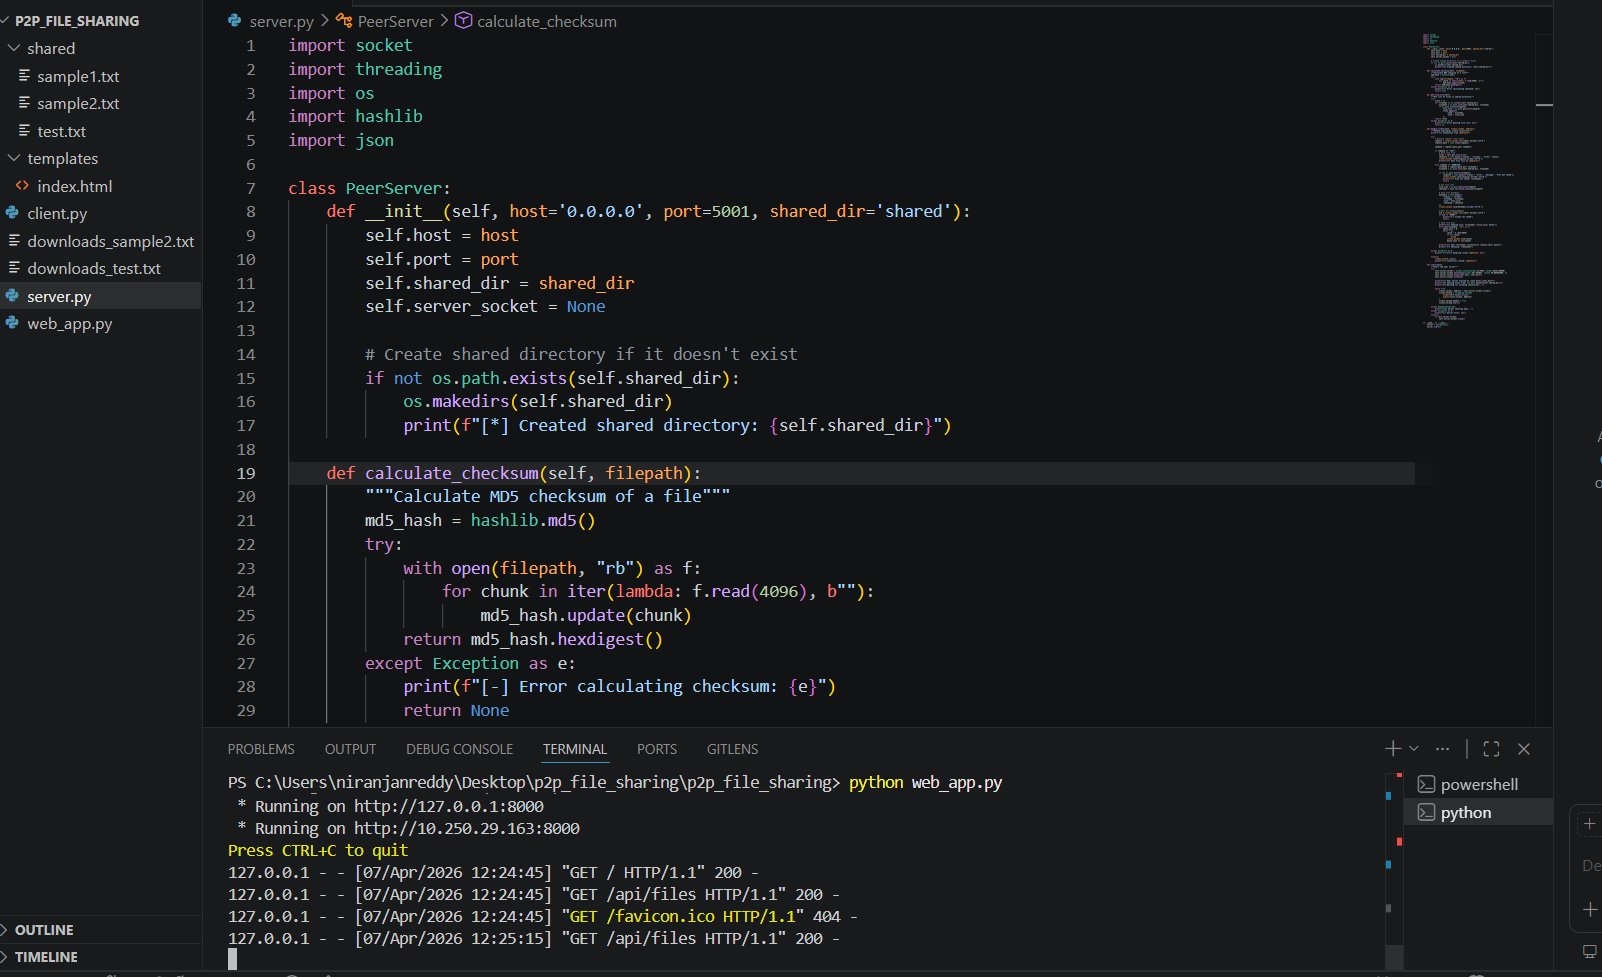 P2P_FILE_SHARING
shared
sample1.txt
sample2.txt
test.txt
templates
index.html
client.py
downloads_sample2.txt
downloads_test.txt
server.py
web_app.py
OUTLINE
TIMELINE
server.py > PeerServer > calculate_checksum
1 import socket
2 import threading
3 import os
4 import hashlib
5 import json
6
7 class PeerServer:
8     def __init__(self, host='0.0.0.0', port=5001, shared_dir='shared'):
9         self.host = host
10         self.port = port
11         self.shared_dir = shared_dir
12         self.server_socket = None
13
14         # Create shared directory if it doesn't exist
15         if not os.path.exists(self.shared_dir):
16             os.makedirs(self.shared_dir)
17             print(f"[*] Created shared directory: {self.shared_dir}")
18
19     def calculate_checksum(self, filepath):
20         """Calculate MD5 checksum of a file"""
21         md5_hash = hashlib.md5()
22         try:
23             with open(filepath, "rb") as f:
24                 for chunk in iter(lambda: f.read(4096), b""):
25                     md5_hash.update(chunk)
26             return md5_hash.hexdigest()
27         except Exception as e:
28             print(f"[-] Error calculating checksum: {e}")
29             return None
PROBLEMS OUTPUT DEBUG CONSOLE TERMINAL PORTS GITLENS
PS C:\Users\niranjanreddy\Desktop\p2p_file_sharing\p2p_file_sharing> python web_app.py
 * Running on http://127.0.0.1:8000
 * Running on http://10.250.29.163:8000
Press CTRL+C to quit
127.0.0.1 - - [07/Apr/2026 12:24:45] "GET / HTTP/1.1" 200 -
127.0.0.1 - - [07/Apr/2026 12:24:45] "GET /api/files HTTP/1.1" 200 -
127.0.0.1 - - [07/Apr/2026 12:24:45] "GET /favicon.ico HTTP/1.1" 404 -
127.0.0.1 - - [07/Apr/2026 12:25:15] "GET /api/files HTTP/1.1" 200 -
powershell
python
De